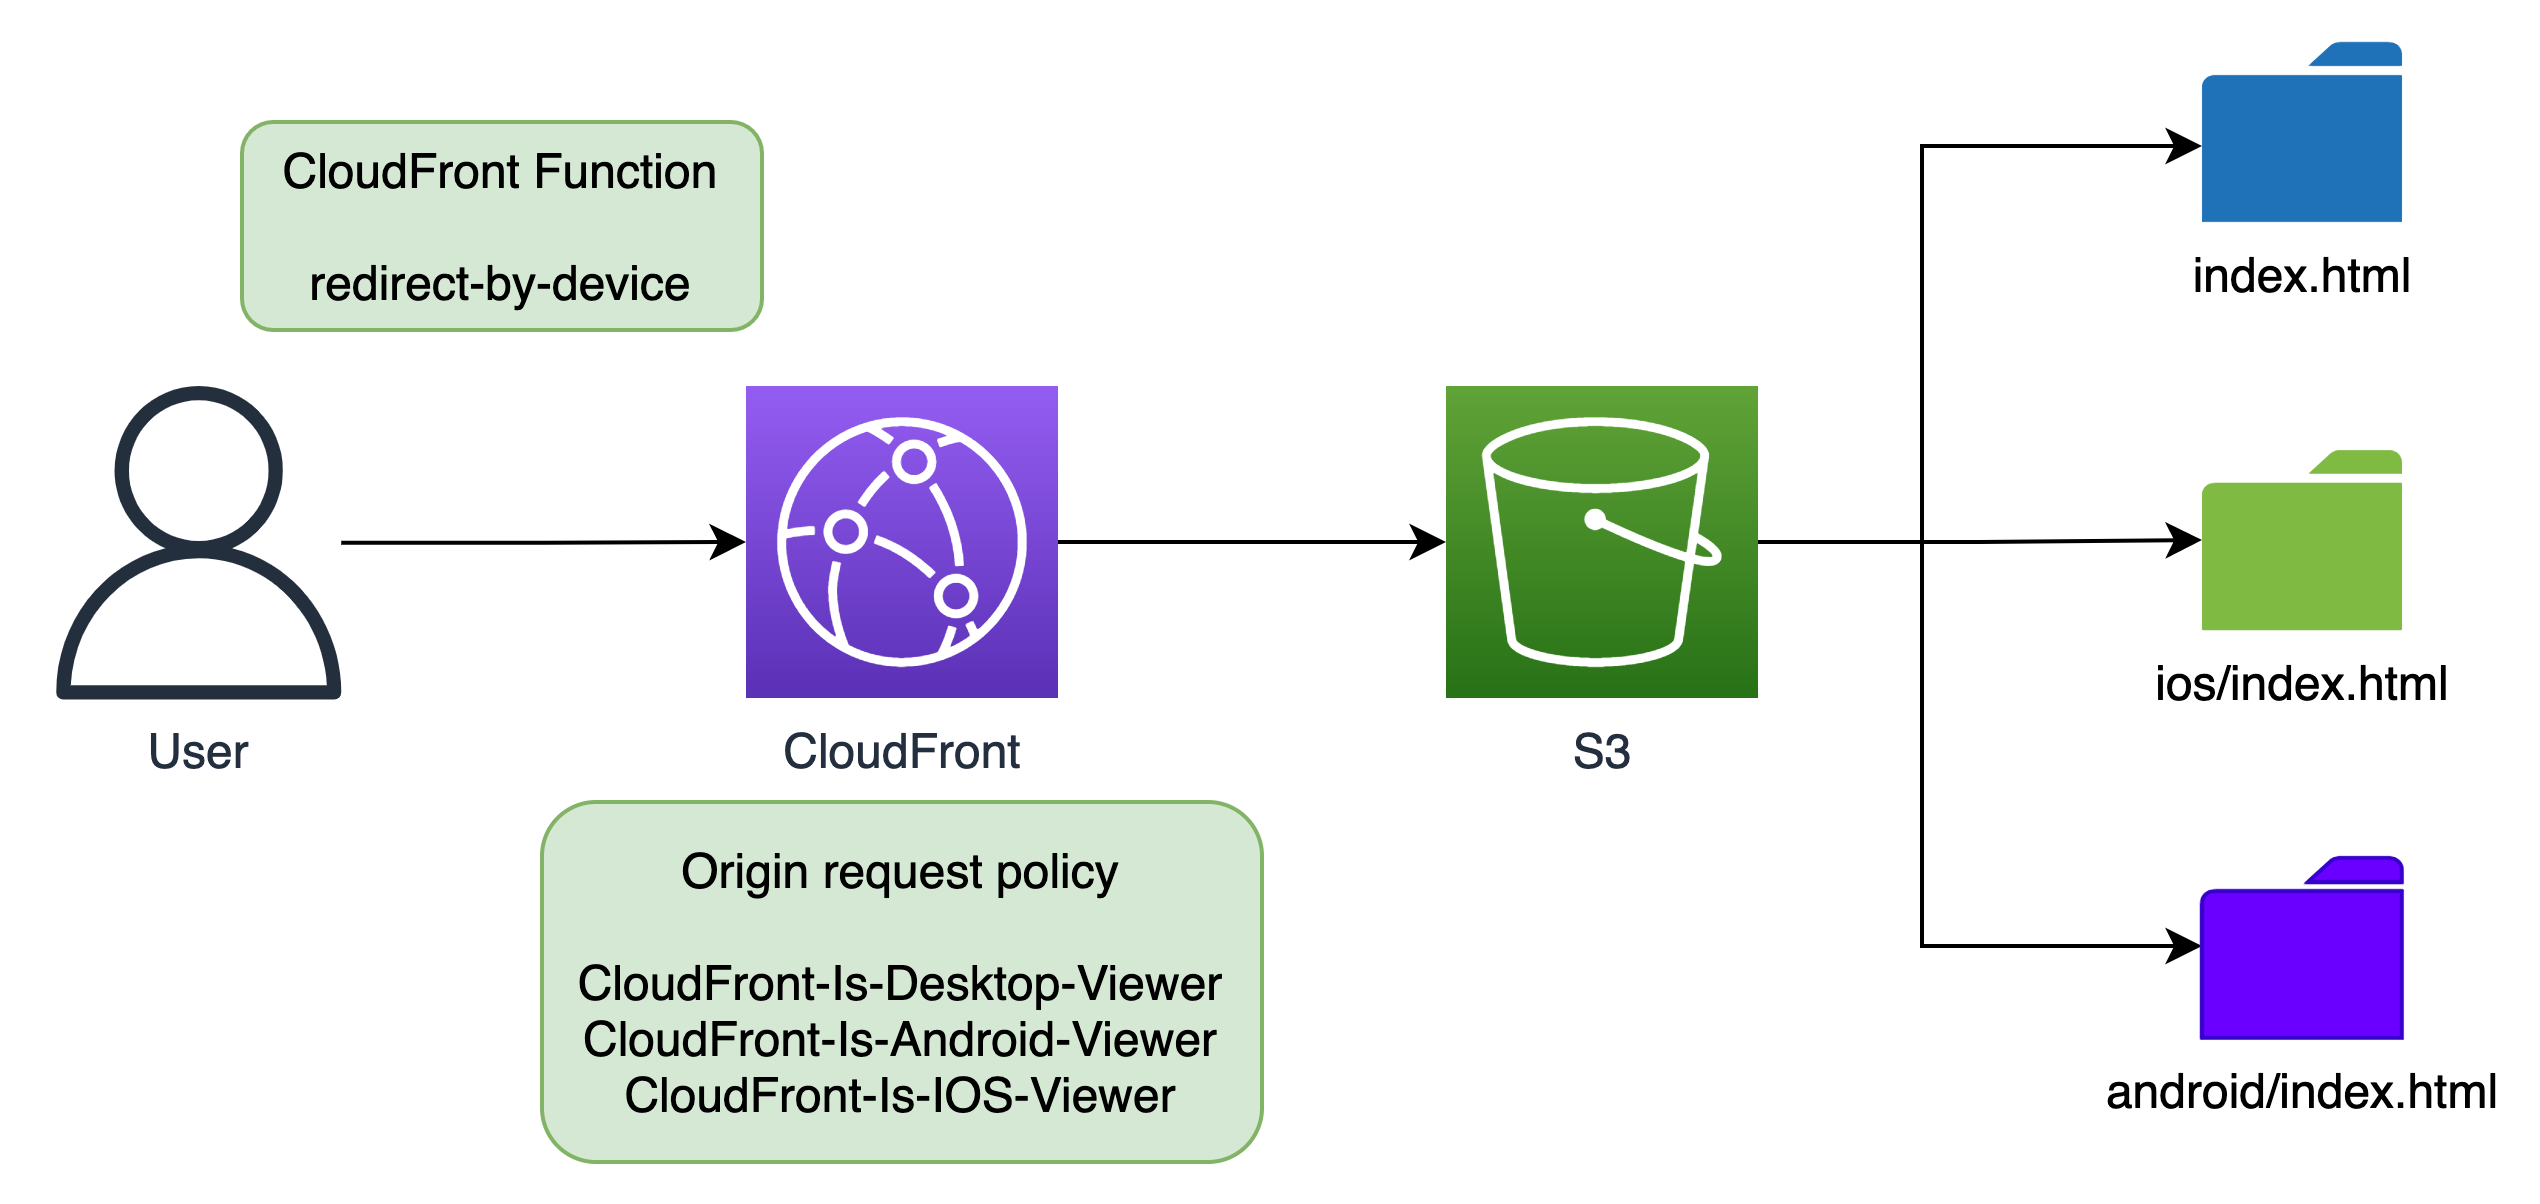 CloudFront Function
redirect-by-device
User
CloudFront
S3
Origin request policy
CloudFront-Is-Desktop-Viewer
CloudFront-Is-Android-Viewer
CloudFront-Is-IOS-Viewer
index.html
ios/index.html
android/index.html